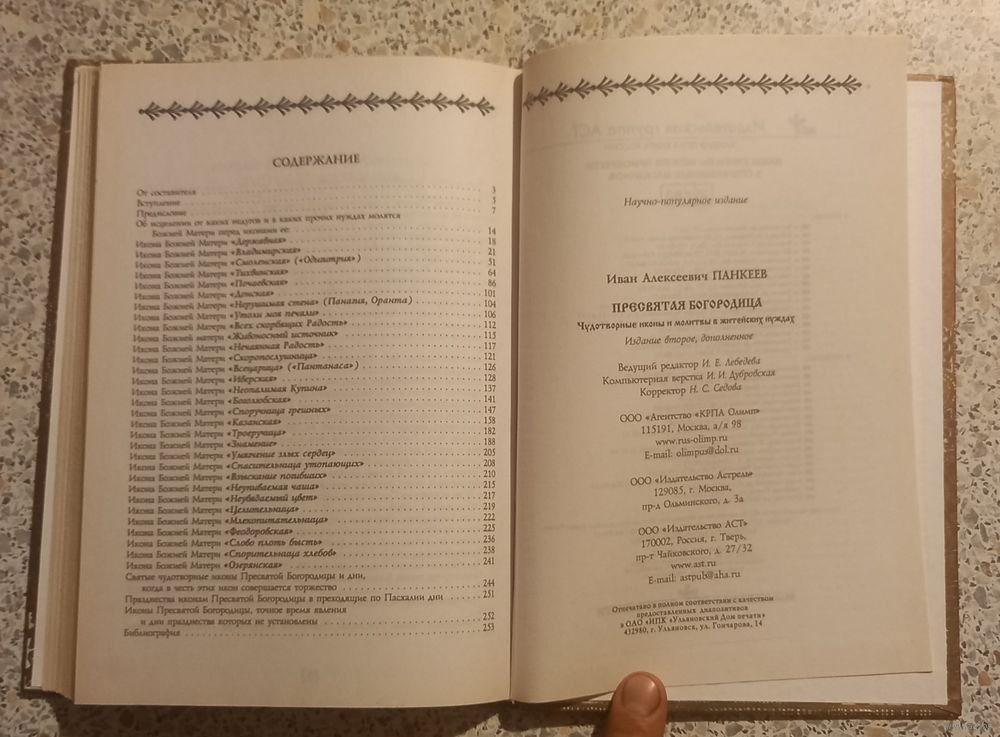 СОДЕРЖАНИЕ
От составителя 3
Вступление 5
Предисловие 7
Об исцелении от каких недугов и в каких прочих нуждах молятся
Божией Матери перед иконами ее: 14
Икона Божией Матери «Державная» 18
Икона Божией Матери «Владимирская» 21
Икона Божией Матери «Смоленская» («Одигитрия») 51
Икона Божией Матери «Тихвинская» 64
Икона Божией Матери «Почаевская» 86
Икона Божией Матери «Донская» 101
Икона Божией Матери «Нерушимая стена» (Панагия, Оранта) 104
Икона Божией Матери «Утоли моя печали» 106
Икона Божией Матери «Всех скорбящих Радость» 112
Икона Божией матери «Живоносный источник» 115
Икона Божией Матери «Нечаянная Радость» 117
Икона Божией Матери «Скоропослушница» 121
Икона Божией Матери «Всецарица» («Пантанаса») 126
Икона Божией Матери «Иверская» 128
Икона Божией Матери «Неопалимая Купина» 137
Икона Божией Матери «Боголюбская» 141
Икона Божией Матери «Споручница грешных» 147
Икона Божией Матери «Казанская» 158
Икона Божией Матери «Троеручица» 182
Икона Божией Матери «Знамение» 188
Икона Божией Матери «Умягчение злых сердец» 205
Икона Божией Матери «Спасительница утопающих» 208
Икона Божией Матери «Взыскание погибших» 210
Икона Божией Матери «Неупиваемая чаша» 215
Икона Божией Матери «Неувядаемый цвет» 217
Икона Божией Матери «Целительница» 219
Икона Божией Матери «Млекопитательница» 222
Икона Божией Матери «Феодоровская» 225
Икона Божией Матери «Слово плоть бысть» 236
Икона Божией Матери «Спорительница хлебов» 238
Икона Божией Матери «Озерянская» 241
Святые чудотворные иконы Пресвятой Богородицы и дни,
когда в честь этих икон совершается торжество 244
Празднества иконам Пресвятой Богородицы в преходящие по Пасхалии дни 251
Иконы Пресвятой Богородицы, точное время явления
и дни празднества которых не установлены 252
Библиография 253
Научно-популярное издание
Иван Алексеевич ПАНКЕЕВ
ПРЕСВЯТАЯ БОГОРОДИЦА
Чудотворные иконы и молитвы в житейских нуждах
Издание второе, дополненное
Ведущий редактор И. Е. Лебедева
Компьютерная верстка И. И. Дубровская
Корректор Н. С. Седова
ООО «Агентство «КРПА Олимп»
115191, Москва, а/я 98
www.rus-olimp.ru
E-mail: olimpus@dol.ru
ООО «Издательство Астрель»
129085, г. Москва,
пр-д Ольминского, д. 3а
ООО «Издательство АСТ»
170002, Россия, г. Тверь,
пр-т Чайковского, д. 27/32
www.ast.ru
E-mail: astpub@aha.ru
Отпечатано в полном соответствии с качеством
предоставленных диапозитивов
в ОАО «ИПК «Ульяновский Дом печати»
432980, г. Ульяновск, ул. Гончарова, 14